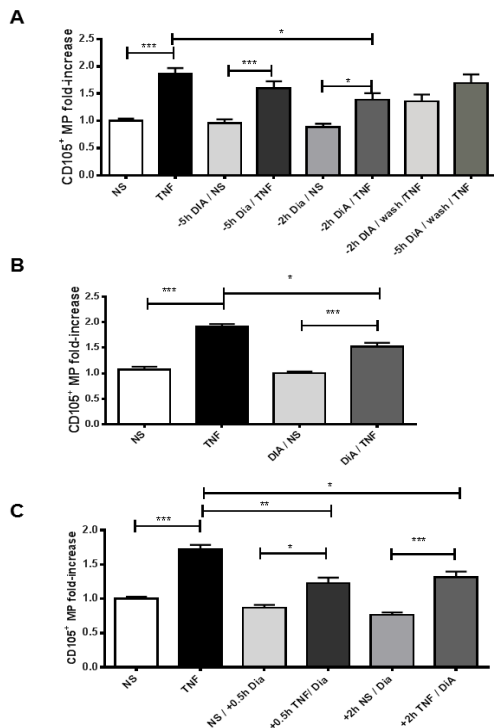 A
CD105+ MP fold-increase
2.5
2.0
1.5
1.0
0.5
0.0
***
*
***
*
NS
TNF
-5h DIA / NS
-5h Dia / TNF
-2h Dia / NS
-2h DiA / TNF
-2h DIA / wash /TNF
-5h DiA / wash / TNF
B
CD105+ MP fold-increase
2.5
2.0
1.5
1.0
0.5
0.0
***
*
***
NS
TNF
DIA / NS
DiA / TNF
C
CD105+ MP fold-increase
2.0
1.5
1.0
0.5
0.0
*
**
***
*
***
NS
TNF
NS / +0.5h Dia
+0.5h TNF/ Dia
+2h NS / Dia
+2h TNF / DiA